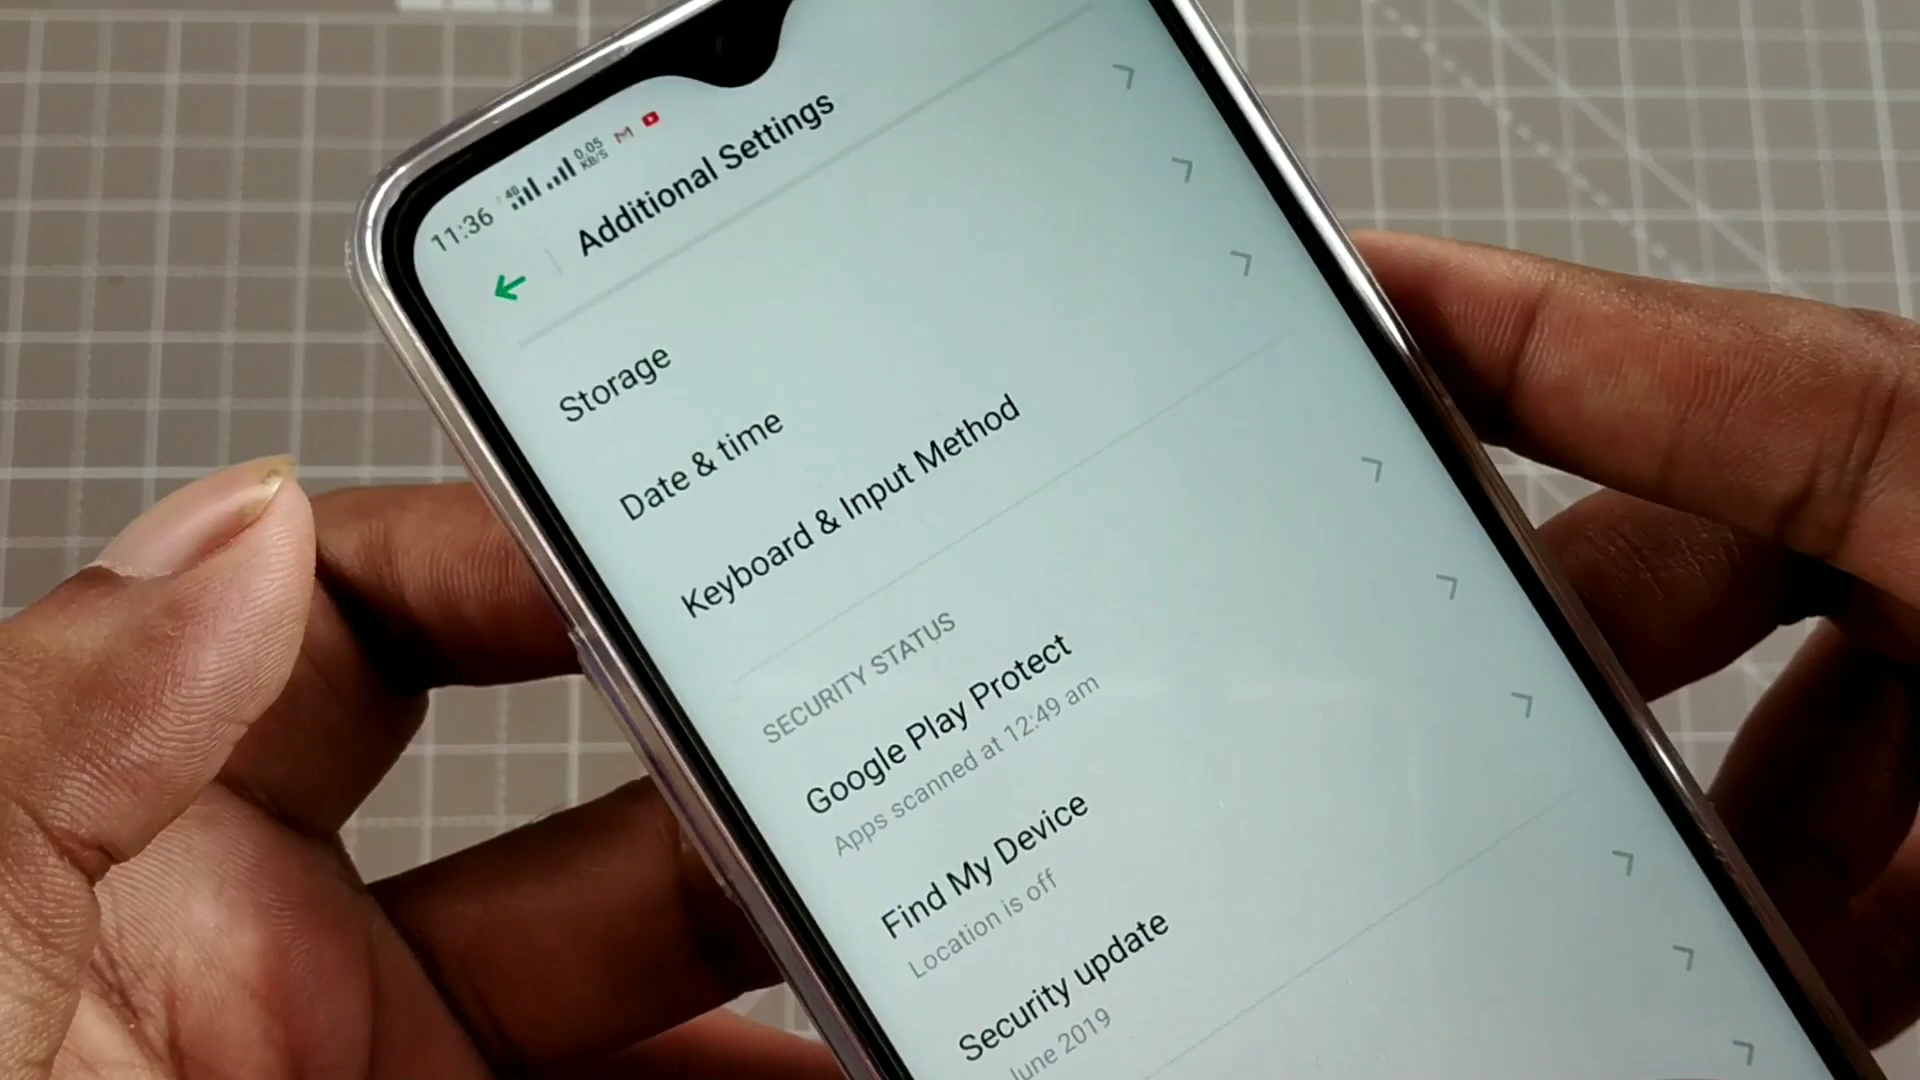 11:36 4G 0.05 KB/S
Additional Settings
Storage
Date & time
Keyboard & Input Method
SECURITY STATUS
Google Play Protect
Apps scanned at 12:49 am
Find My Device
Location is off
Security update
June 2019